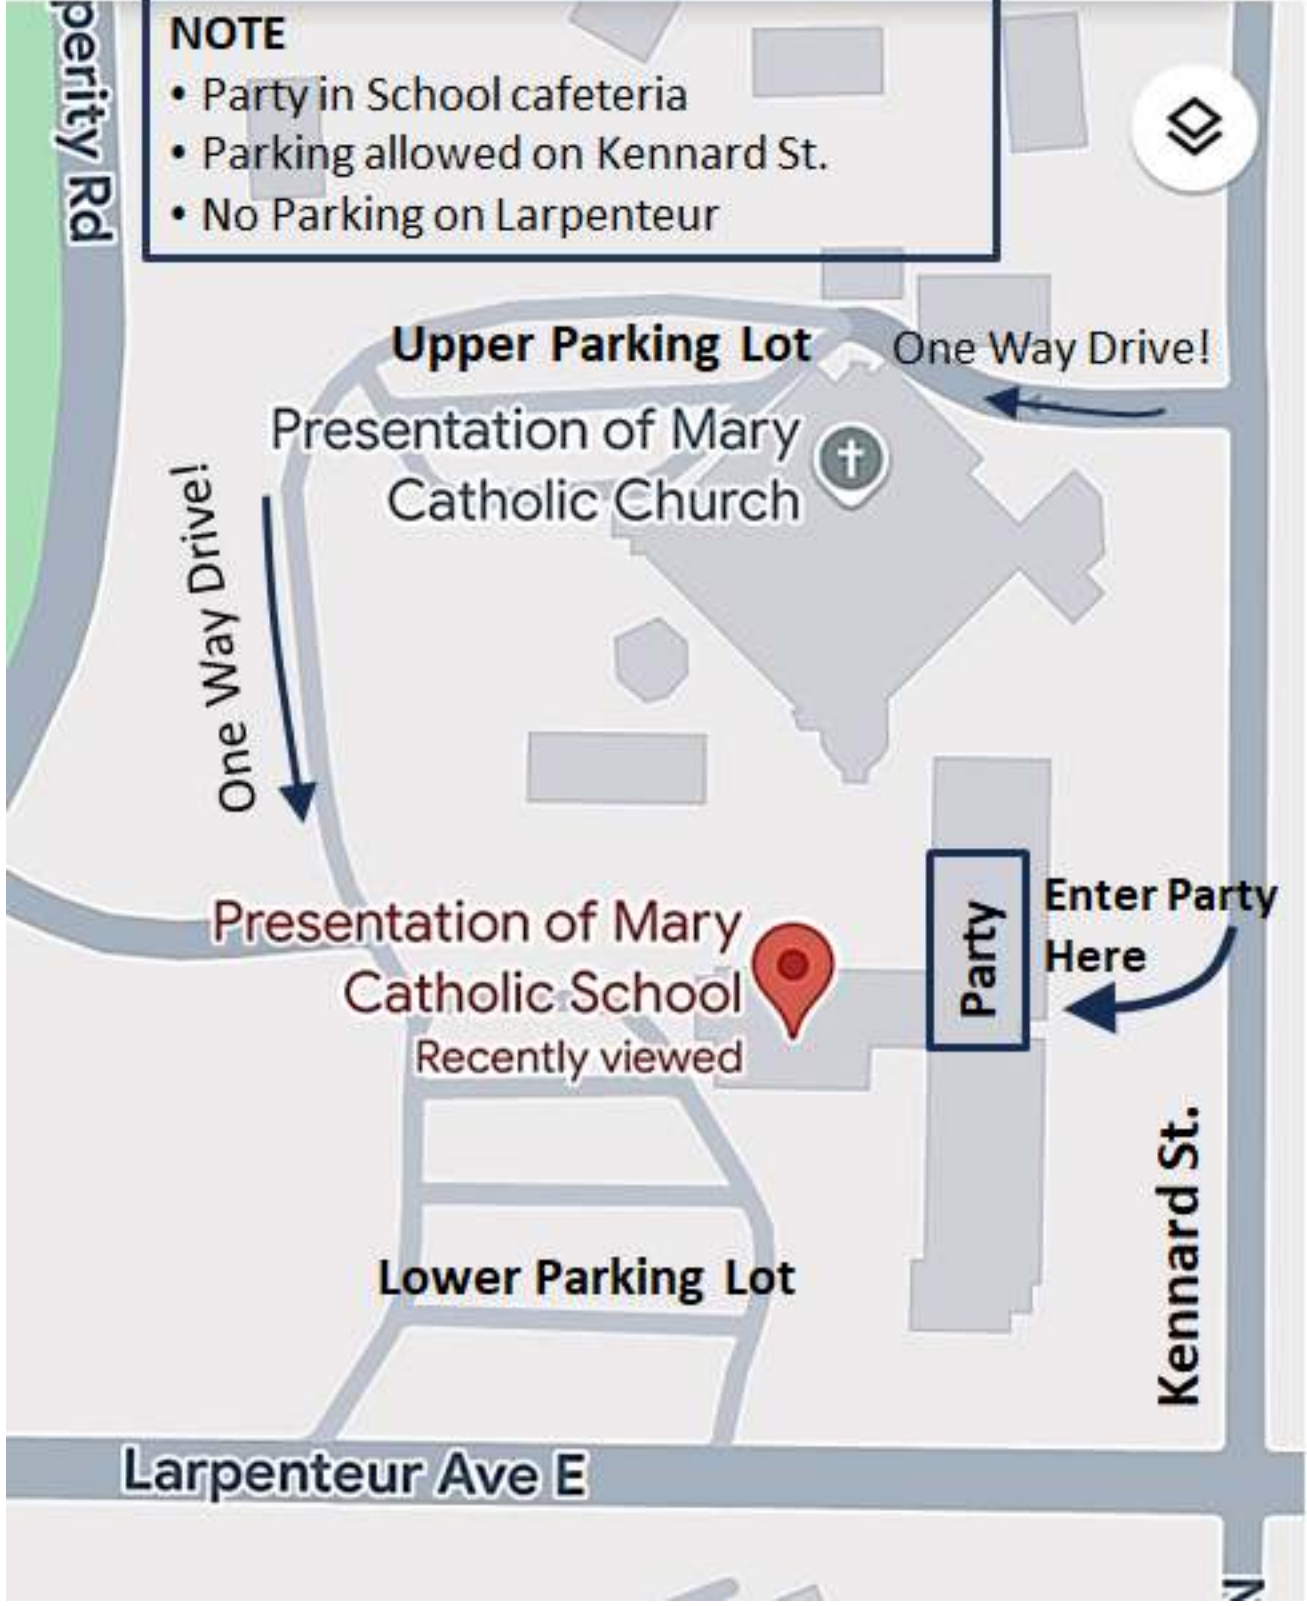 NOTE
• Party in School cafeteria
• Parking allowed on Kennard St.
• No Parking on Larpenteur
perity Rd
Upper Parking Lot
One Way Drive!
Presentation of Mary
Catholic Church
One Way Drive!
Presentation of Mary
Catholic School
Recently viewed
Party
Enter Party
Here
Kennard St.
Lower Parking Lot
Larpenteur Ave E
N